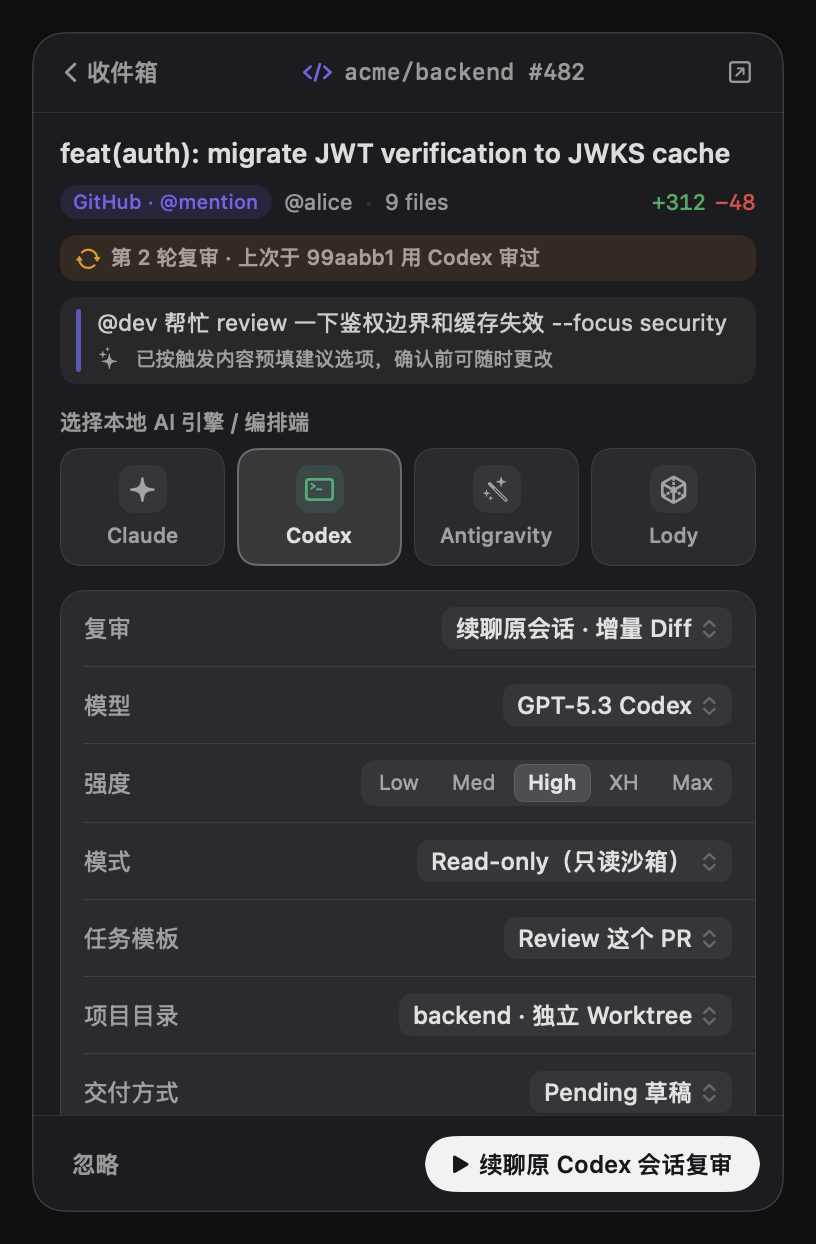 收件箱
</> acme/backend #482
feat(auth): migrate JWT verification to JWKS cache
GitHub · @mention @alice · 9 files +312 −48
第 2 轮复审 · 上次于 99aabb1 用 Codex 审过
@dev 帮忙 review 一下鉴权边界和缓存失效 --focus security
已按触发内容预填建议选项，确认前可随时更改
选择本地 AI 引擎 / 编排端
Claude Codex Antigravity Lody
复审 续聊原会话 · 增量 Diff
模型 GPT-5.3 Codex
强度 Low Med High XH Max
模式 Read-only（只读沙箱）
任务模板 Review 这个 PR
项目目录 backend · 独立 Worktree
交付方式 Pending 草稿
忽略 续聊原 Codex 会话复审